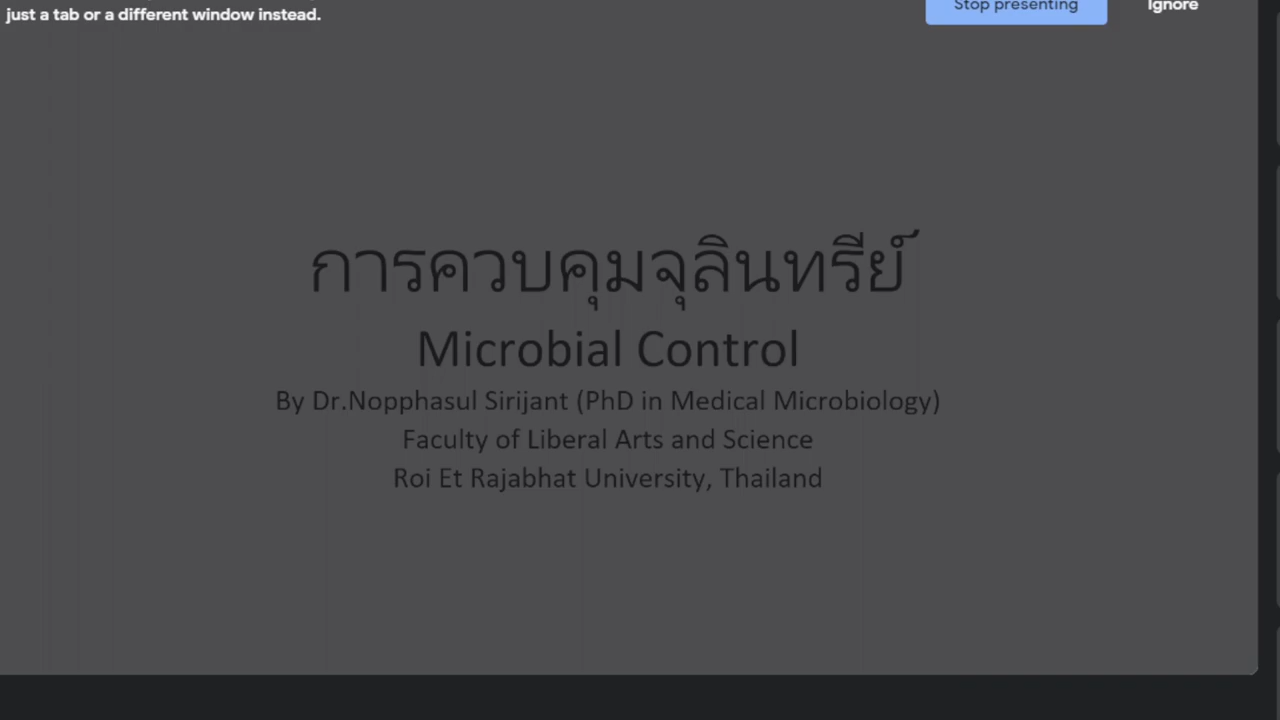 just a tab or a different window instead.
Stop presenting
Ignore
การควบคุมจุลินทรีย์
Microbial Control
By Dr.Nopphasul Sirijant (PhD in Medical Microbiology)
Faculty of Liberal Arts and Science
Roi Et Rajabhat University, Thailand